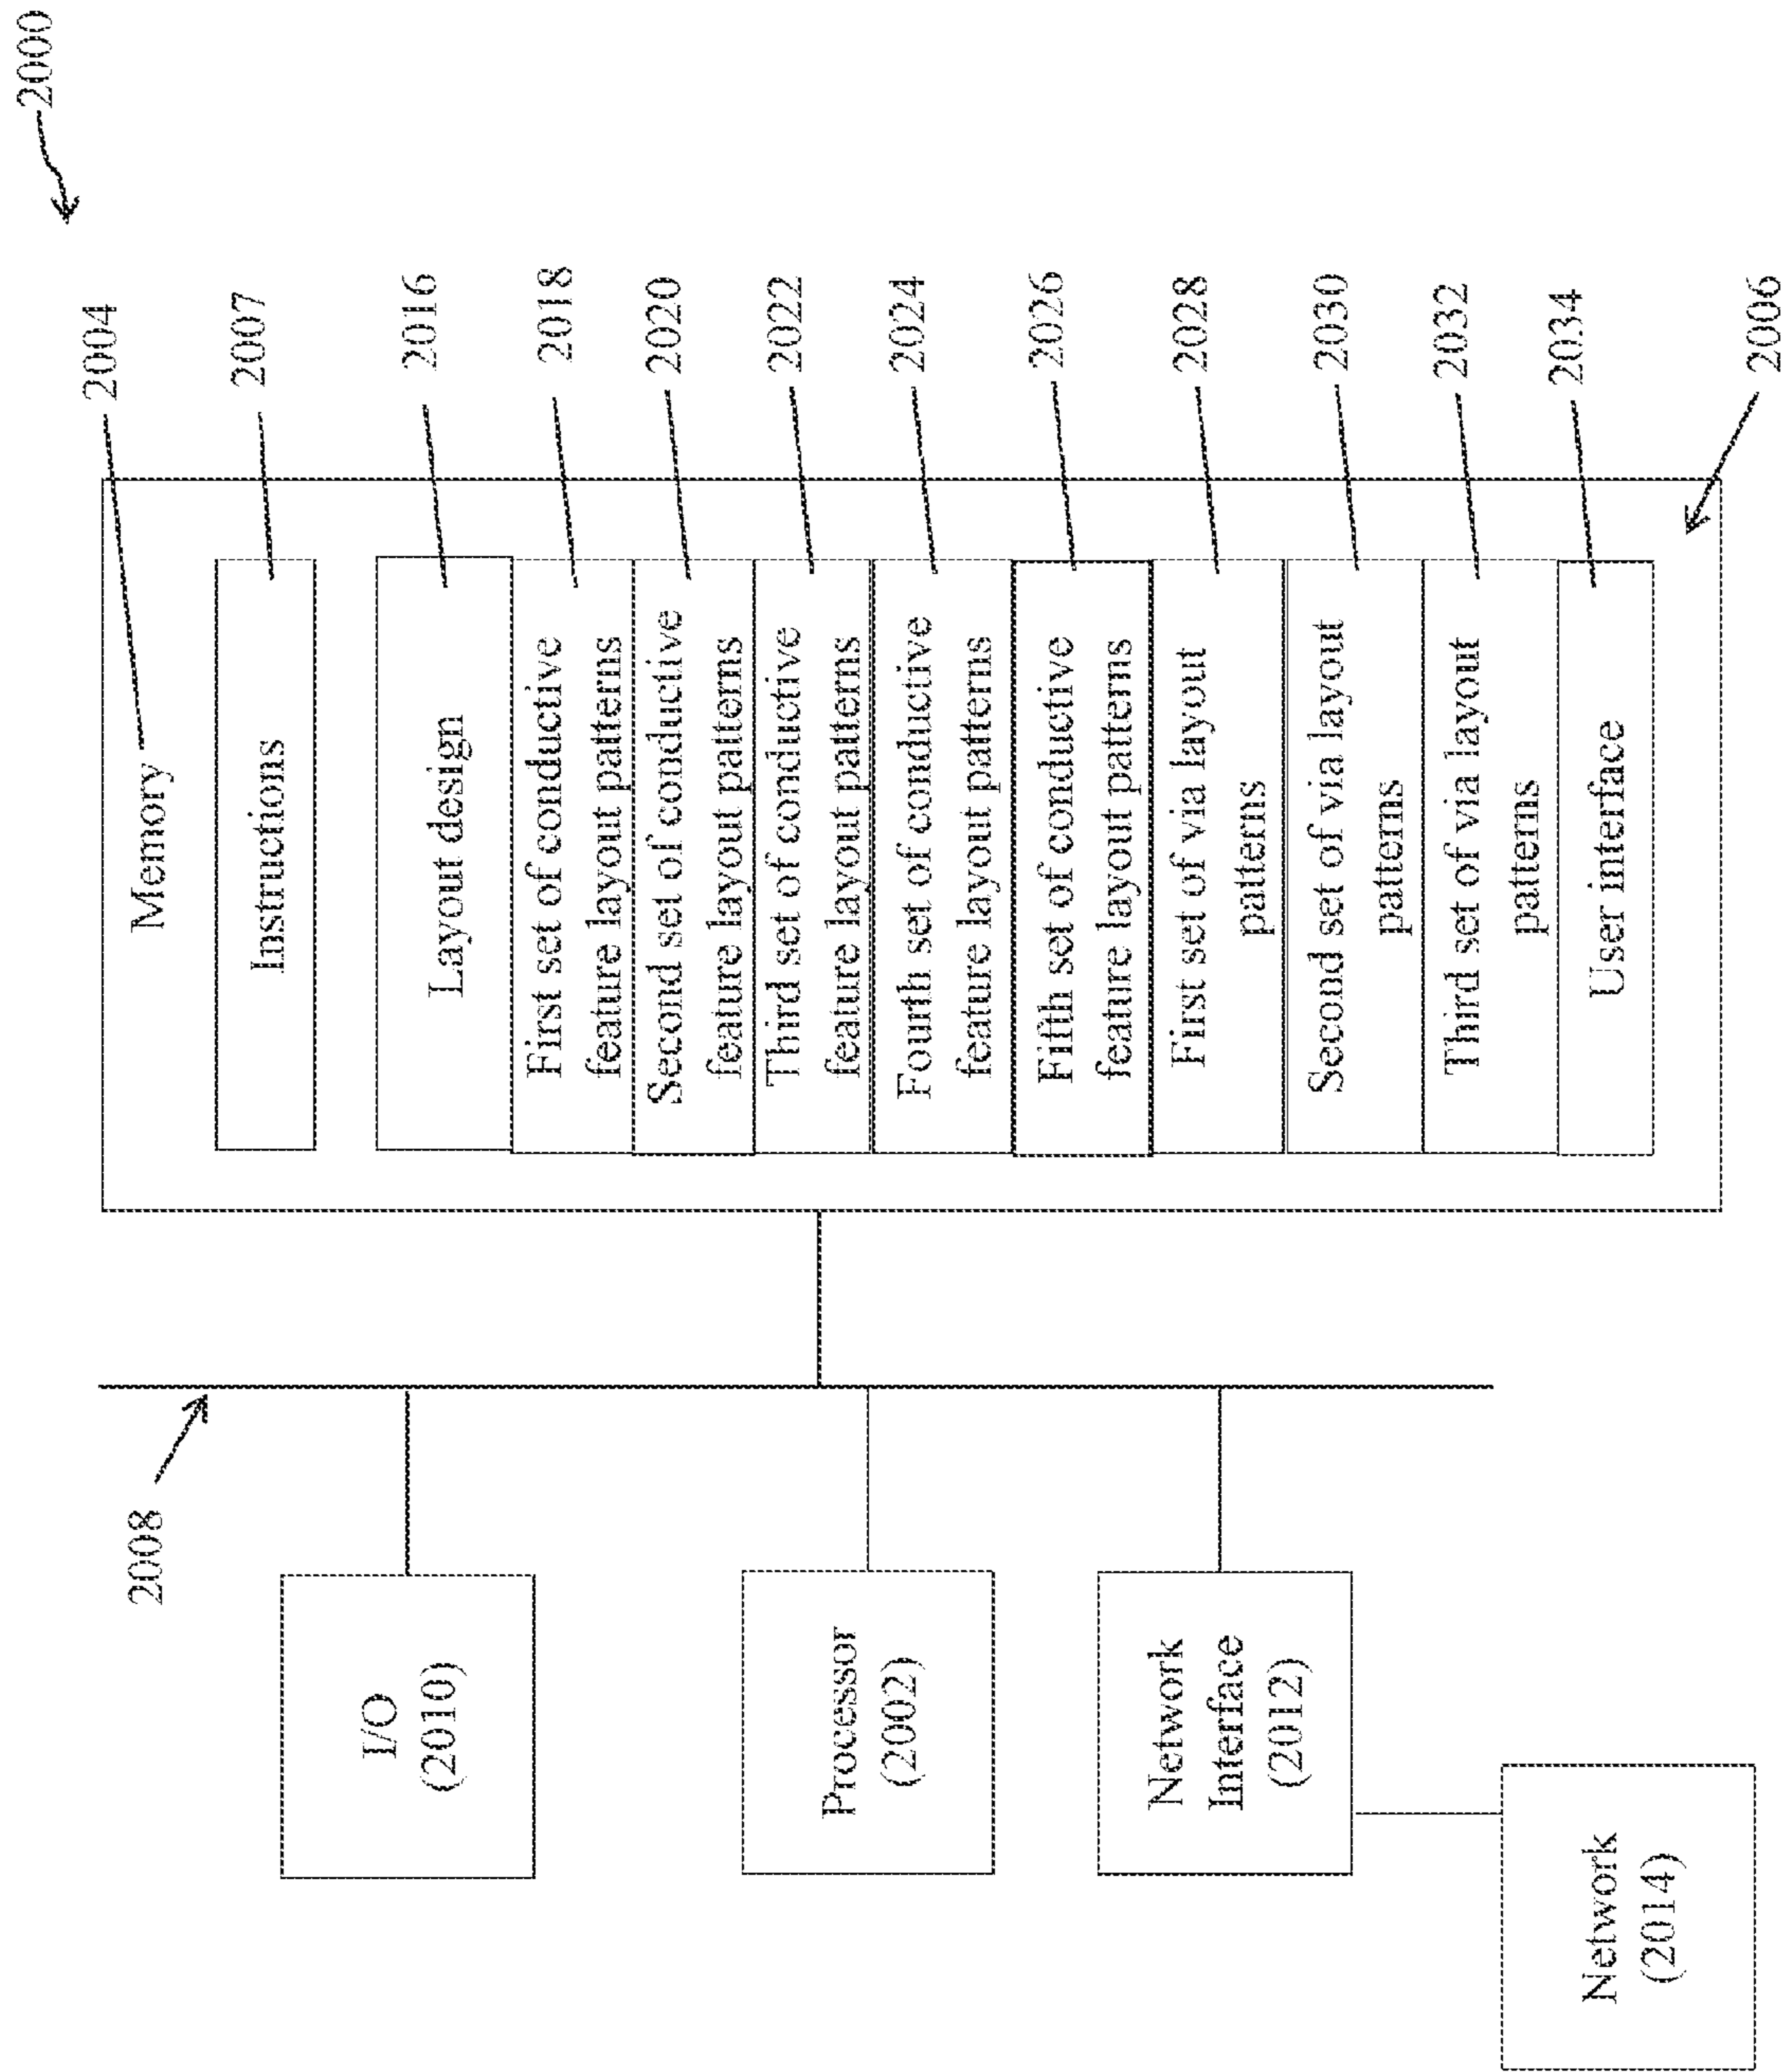 2000
2004
Memory
2007
Instructions
2016
Layout design
2018
First set of conductive
feature layout patterns
2020
Second set of conductive
feature layout patterns
2022
Third set of conductive
feature layout patterns
2024
Fourth set of conductive
feature layout patterns
2026
Fifth set of conductive
feature layout patterns
2028
First set of via layout
patterns
2030
Second set of via layout
patterns
2032
Third set of via layout
patterns
2034
User interface
2006
2008
I/O
(2010)
Processor
(2002)
Network
Interface
(2012)
Network
(2014)